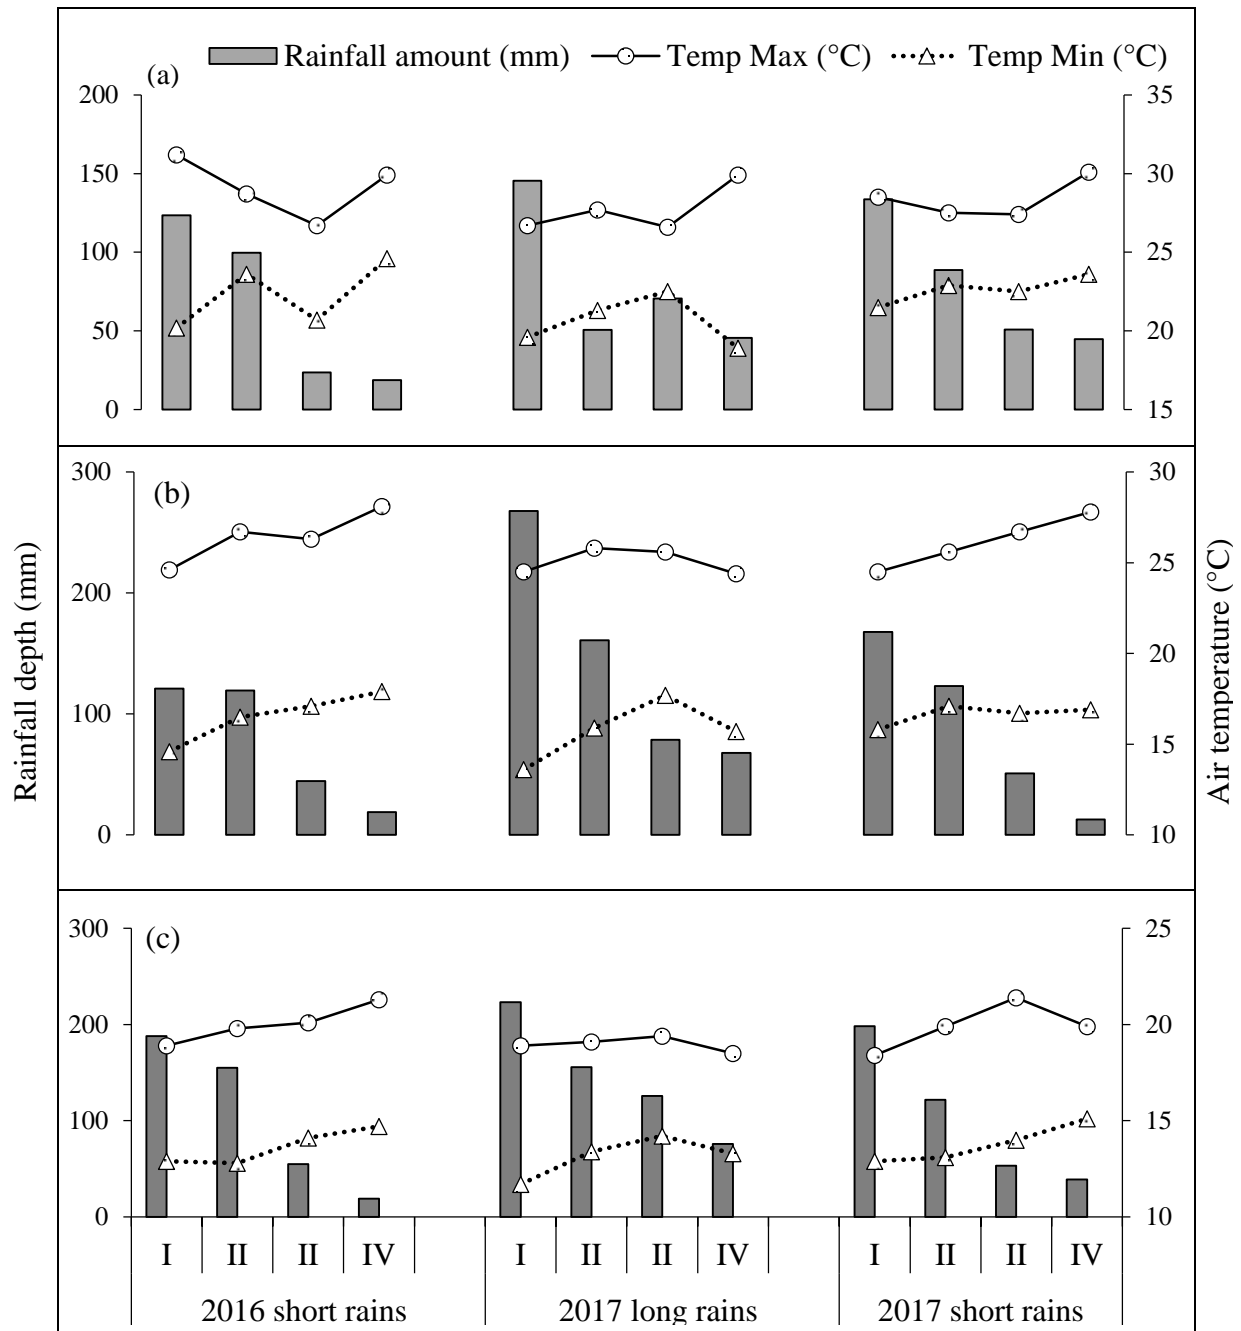 Rainfall amount (mm) Temp Max (°C) Temp Min (°C)
(a)
200 35
150 30
100 25
50 20
0 15
300 30
(b)
200 25
20
100 15
0 10
Rainfall depth (mm)
Air temperature (°C)
300 25
(c)
200 20
100 15
0 10
I II II IV I II II IV I II II IV
2016 short rains 2017 long rains 2017 short rains